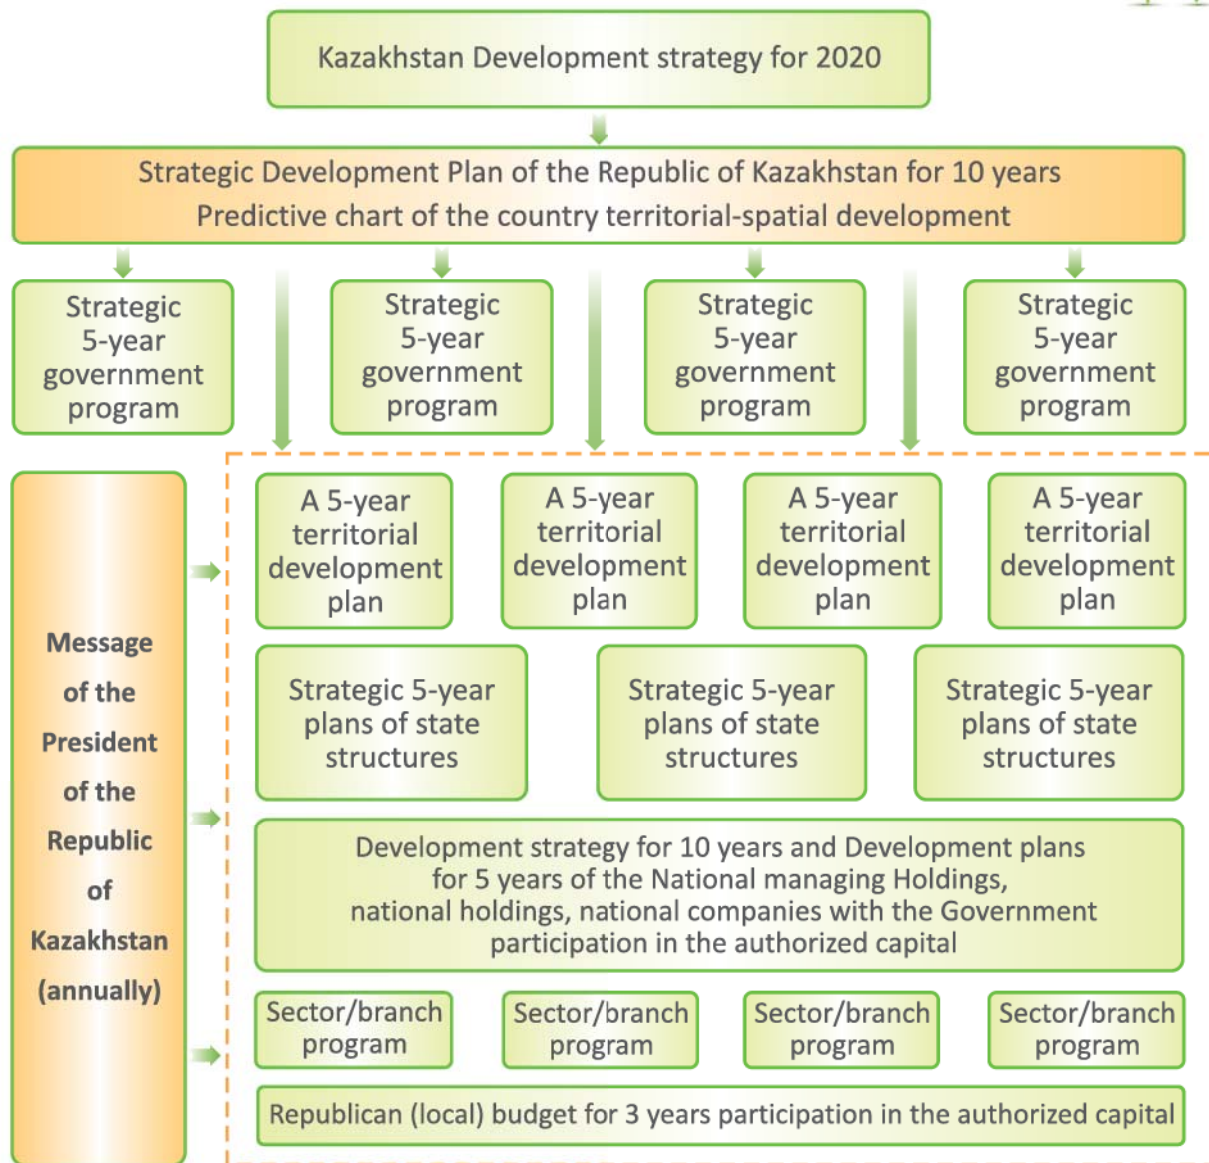 Kazakhstan Development strategy for 2020
Strategic Development Plan of the Republic of Kazakhstan for 10 years
Predictive chart of the country territorial-spatial development
Strategic
5-year
government
program
Strategic
5-year
government
program
Strategic
5-year
government
program
Strategic
5-year
government
program
Message
of the
President
of the
Republic
of
Kazakhstan
(annually)
A 5-year
territorial
development
plan
A 5-year
territorial
development
plan
A 5-year
territorial
development
plan
A 5-year
territorial
development
plan
Strategic 5-year
plans of state
structures
Strategic 5-year
plans of state
structures
Strategic 5-year
plans of state
structures
Development strategy for 10 years and Development plans
for 5 years of the National managing Holdings,
national holdings, national companies with the Government
participation in the authorized capital
Sector/branch
program
Sector/branch
program
Sector/branch
program
Sector/branch
program
Republican (local) budget for 3 years participation in the authorized capital